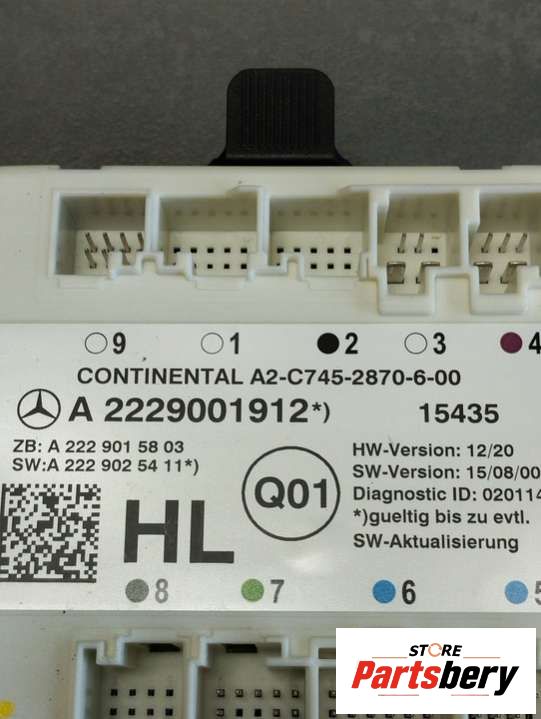 9 1 2 3 4
CONTINENTAL A2-C745-2870-6-00
A 2229001912*) 15435
ZB: A 222 901 58 03
SW:A 222 902 54 11*)
HW-Version: 12/20
SW-Version: 15/08/00
Diagnostic ID: 020114
*)gueltig bis zu evtl.
SW-Aktualisierung
Q01
HL
8 7 6 5
STORE
Partsbery